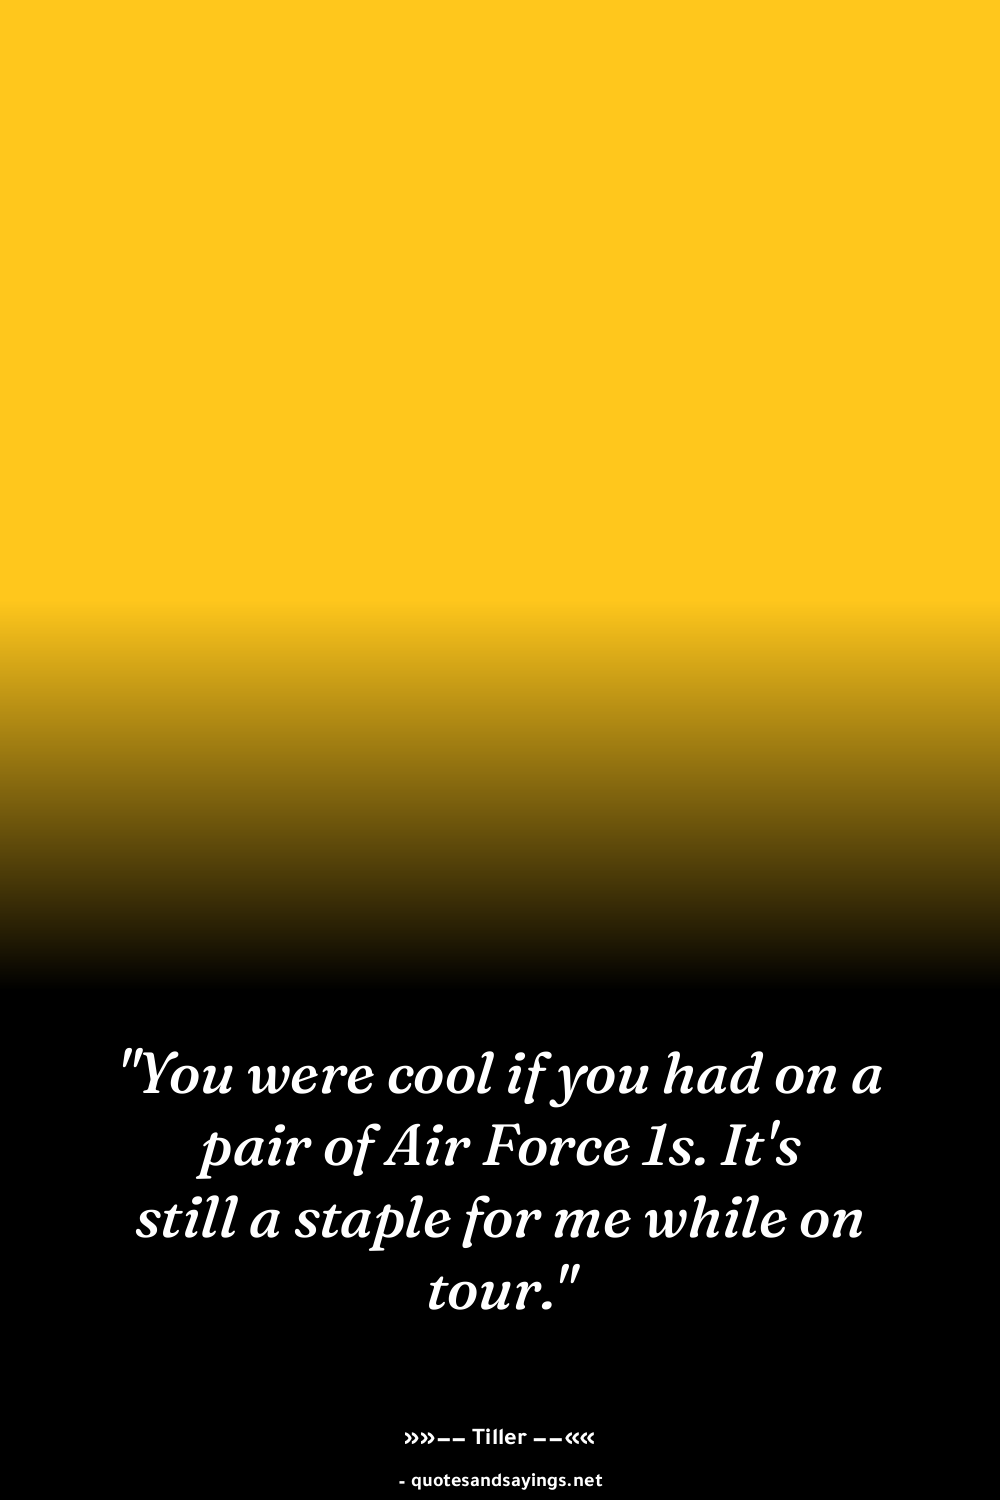 "You were cool if you had on a
pair of Air Force 1s. It's
still a staple for me while on
tour."
»»−− Tiller −−««
- quotesandsayings.net